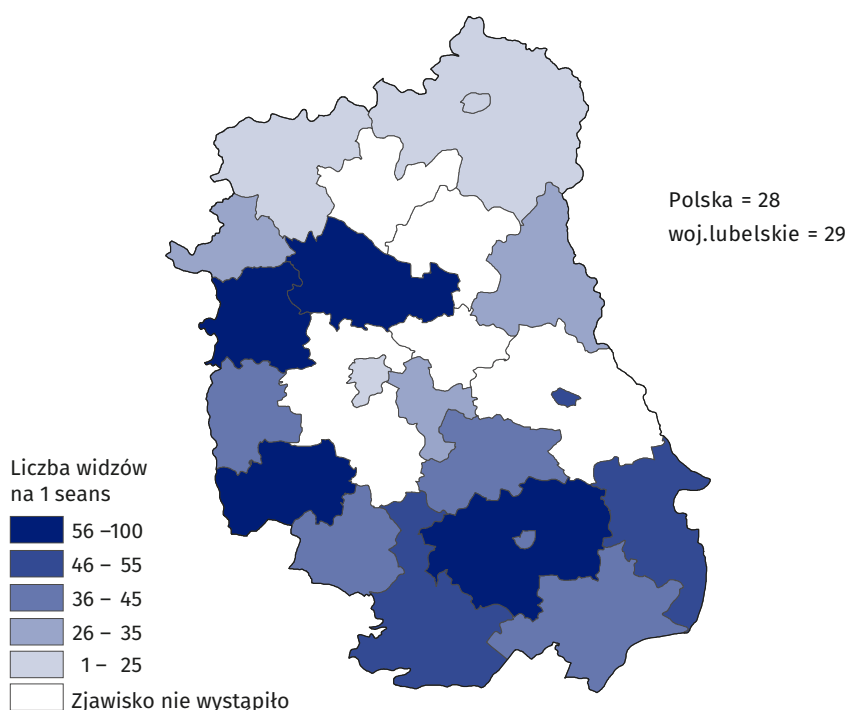 Polska = 28
woj.lubelskie = 29
Liczba widzów
na 1 seans
56 –100
46 – 55
36 – 45
26 – 35
1 – 25
Zjawisko nie wystąpiło